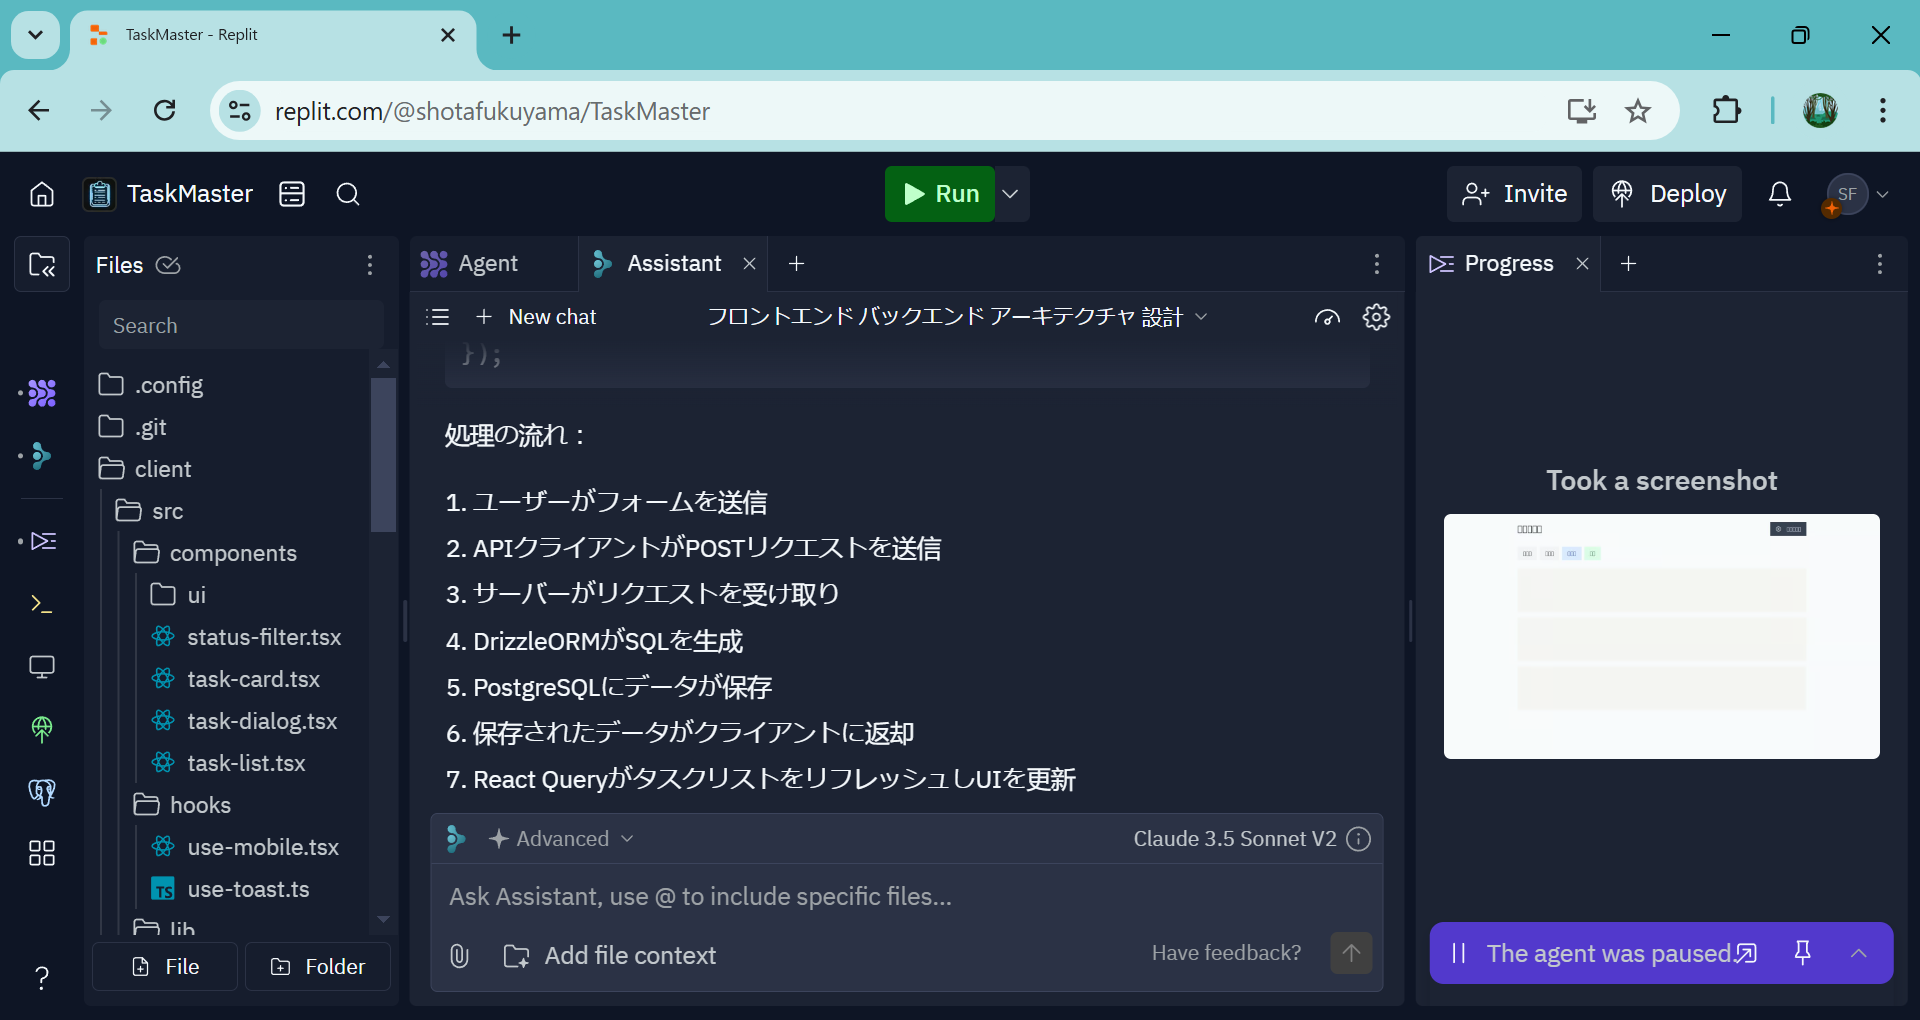 TaskMaster - Replit
replit.com/@shotafukuyama/TaskMaster
TaskMaster
Run
Invite
Deploy
SF
Files
Search
.config
.git
client
src
components
ui
status-filter.tsx
task-card.tsx
task-dialog.tsx
task-list.tsx
hooks
use-mobile.tsx
TS use-toast.ts
lib
File
Folder
?
Agent
Assistant
New chat
フロントエンド バックエンド アーキテクチャ 設計
});
処理の流れ：
1. ユーザーがフォームを送信
2. APIクライアントがPOSTリクエストを送信
3. サーバーがリクエストを受け取り
4. DrizzleORMがSQLを生成
5. PostgreSQLにデータが保存
6. 保存されたデータがクライアントに返却
7. React QueryがタスクリストをリフレッシュしUIを更新
Advanced
Claude 3.5 Sonnet V2
Ask Assistant, use @ to include specific files...
Add file context
Have feedback?
Progress
Took a screenshot
The agent was paused.